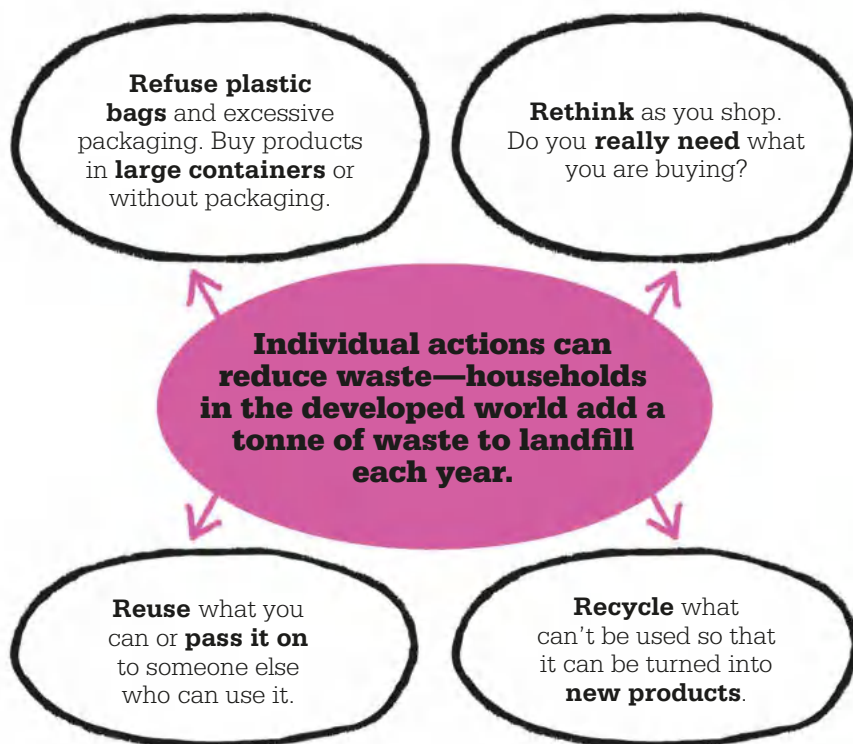 Refuse plastic
bags and excessive
packaging. Buy products
in large containers or
without packaging.
Rethink as you shop.
Do you really need what
you are buying?
Individual actions can
reduce waste—households
in the developed world add a
tonne of waste to landfill
each year.
Reuse what you
can or pass it on
to someone else
who can use it.
Recycle what
can't be used so that
it can be turned into
new products.